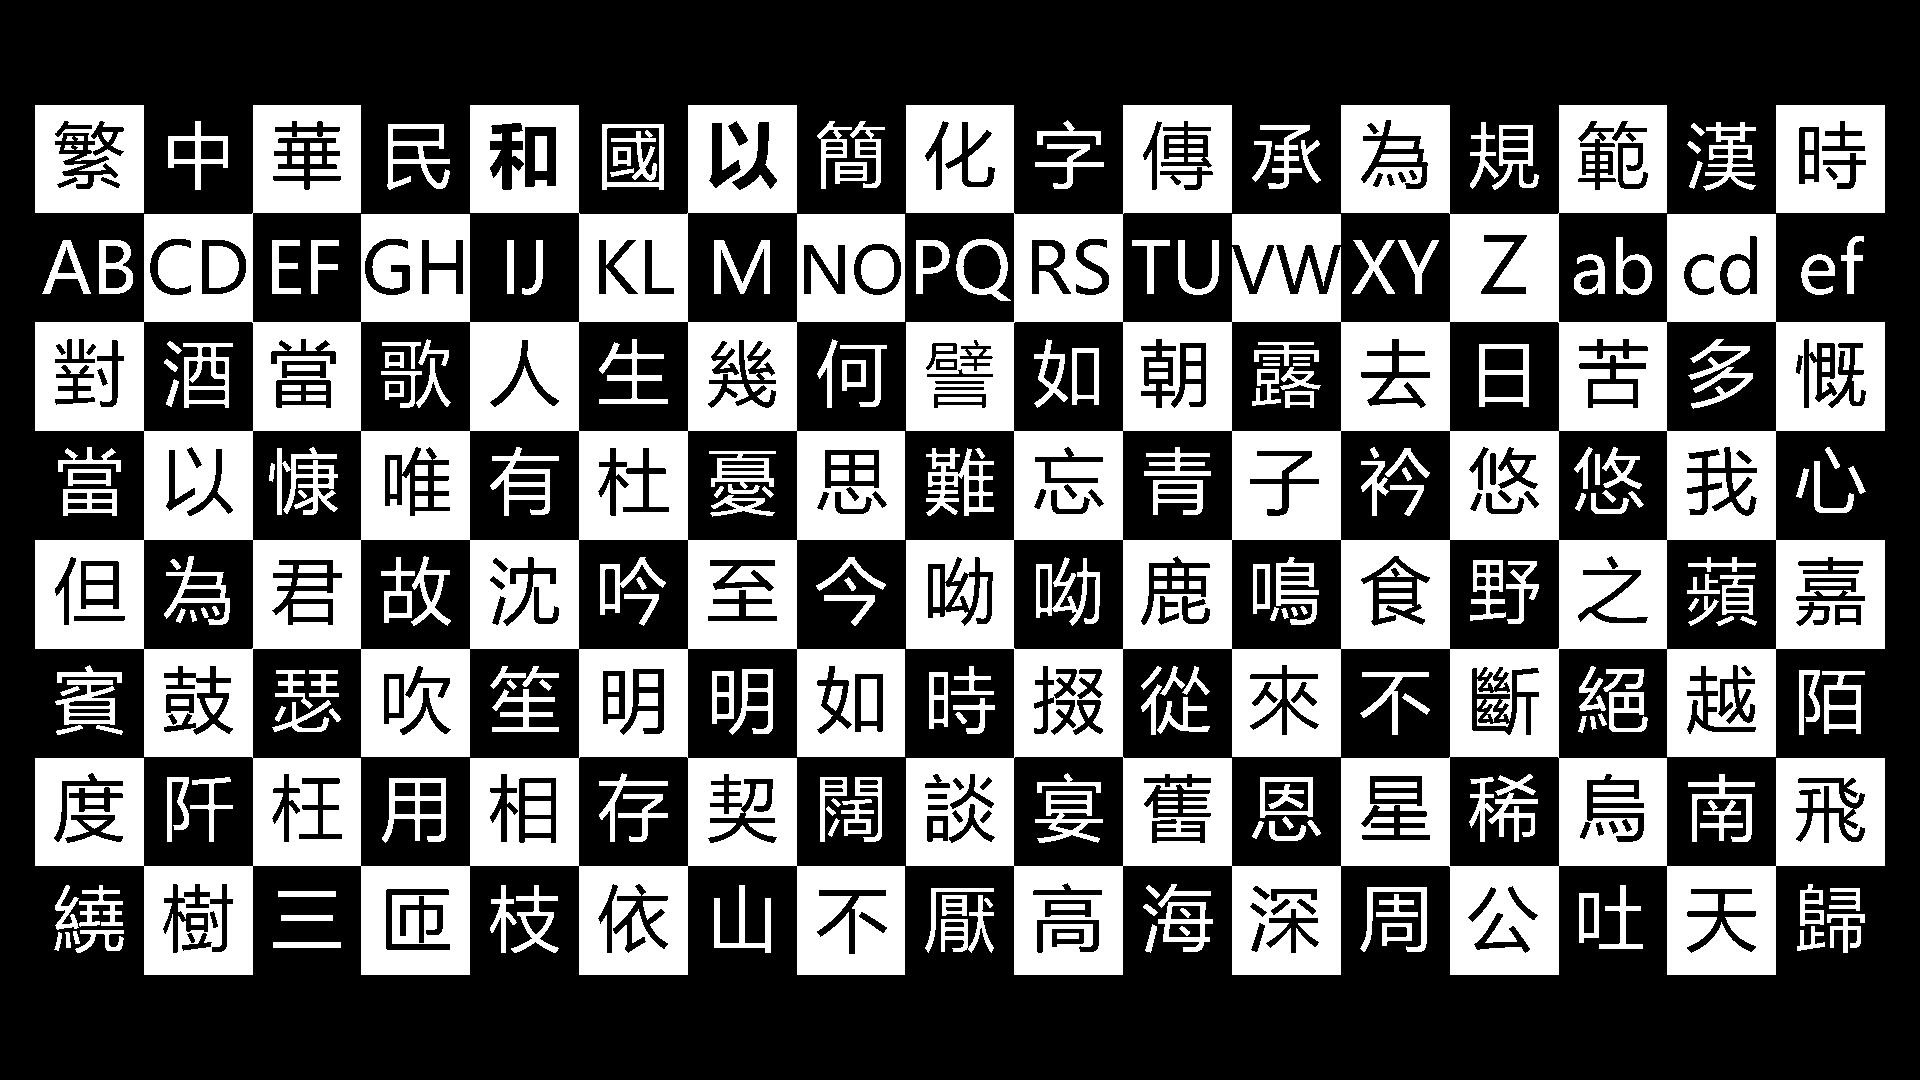 繁中華民和國以簡化字傳承為規範漢時
ABCDEFGHIJKLMNOPQRSTUVWXYZabcdef
對酒當歌人生幾何譬如朝露去日苦多慨
當以慷唯有杜憂思難忘青子衿悠悠我心
但為君故沈吟至今呦呦鹿鳴食野之蘋嘉
賓鼓瑟吹笙明明如時掇從來不斷絕越陌
度阡枉用相存契闊談宴舊恩星稀烏南飛
繞樹三匝枝依山不厭高海深周公吐天歸